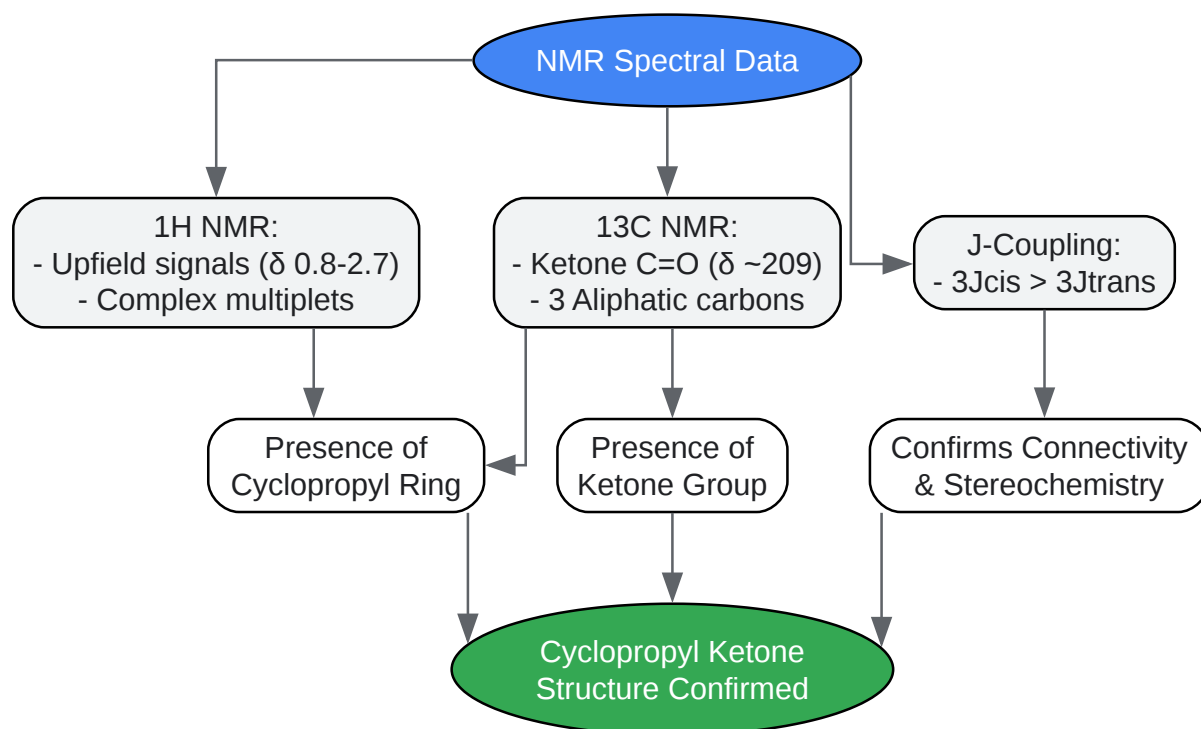 NMR Spectral Data
1H NMR:
- Upfield signals (δ 0.8-2.7)
- Complex multiplets
13C NMR:
- Ketone C=O (δ ~209)
- 3 Aliphatic carbons
J-Coupling:
- 3Jcis > 3Jtrans
Presence of
Cyclopropyl Ring
Presence of
Ketone Group
Confirms Connectivity
& Stereochemistry
Cyclopropyl Ketone
Structure Confirmed